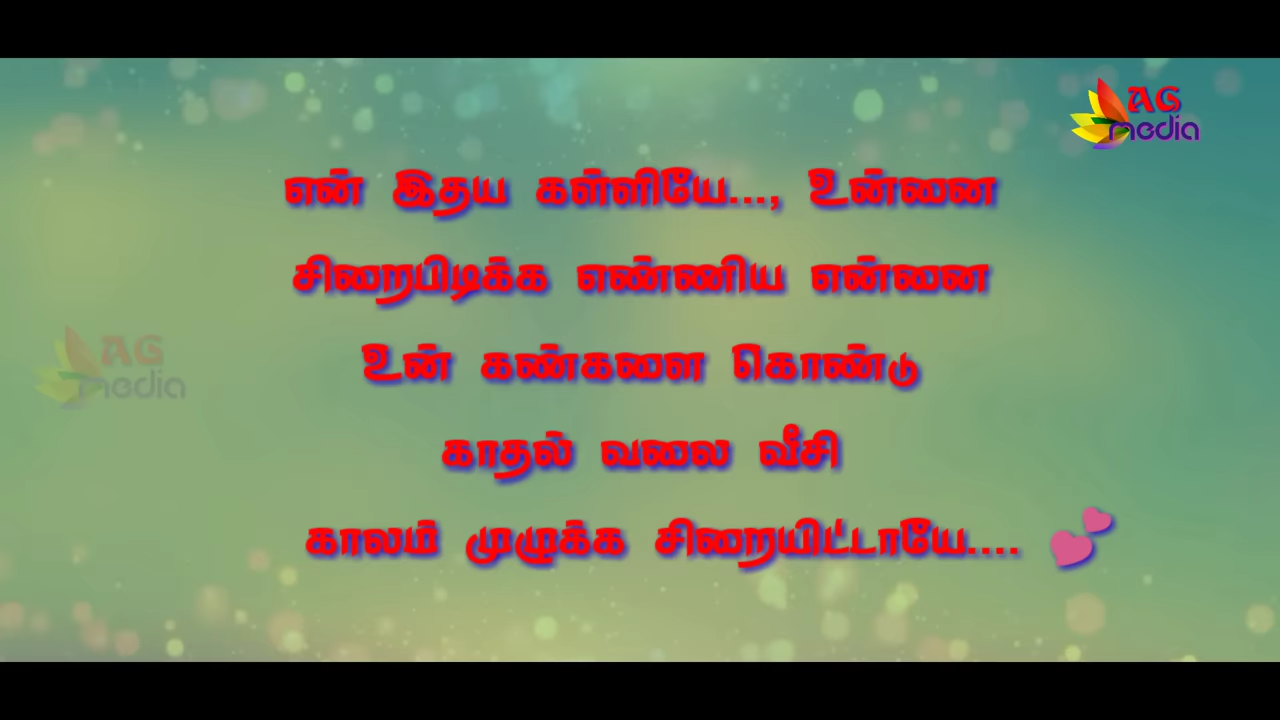 AG
media
என் இதய கள்ளியே..., உன்னை
சிறைபிடிக்க எண்ணிய என்னை
AG
media
உன் கண்களை கொண்டு
காதல் வலை வீசி
காலம் முழுக்க சிறையிட்டாயே.... 💕